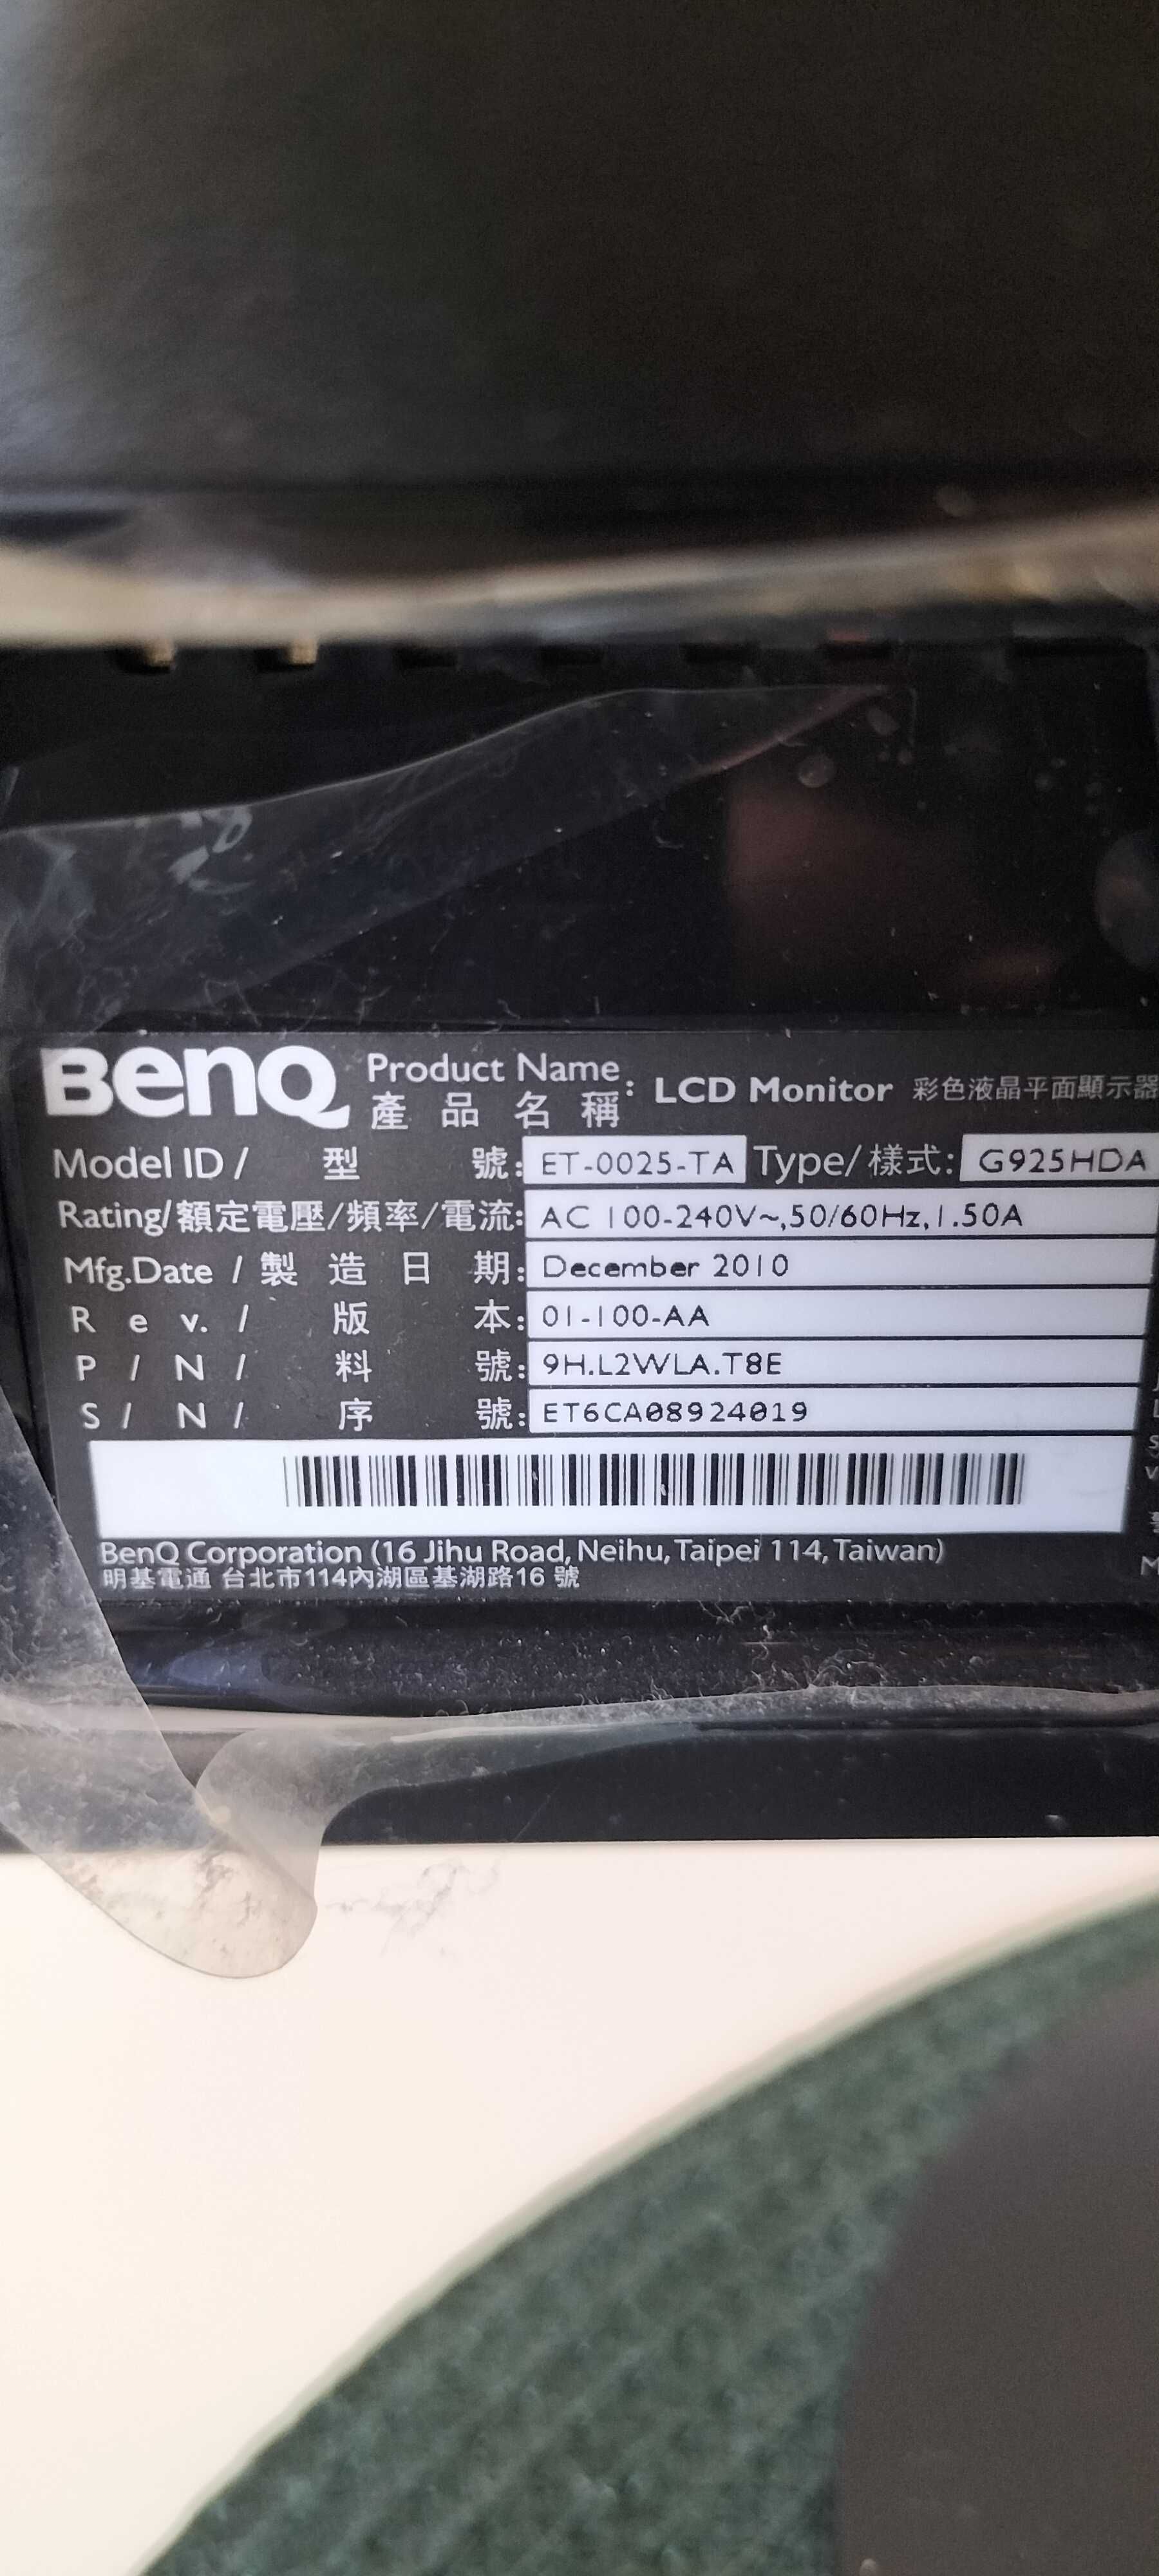 BenQ Product Name : LCD Monitor 彩色液晶平面顯示器
產品名稱
Model ID / 型號: ET-0025-TA Type/樣式: G925HDA
Rating/額定電壓/頻率/電流: AC 100-240V~,50/60Hz,1.50A
Mfg.Date / 製造日期: December 2010
Rev. / 版本: 01-100-AA
P/N/ 料號: 9H.L2WLA.T8E
S/N/ 序號: ET6CA08924019
BenQ Corporation (16 Jihu Road, Neihu, Taipei 114, Taiwan)
明基電通 台北市114內湖區基湖路16號